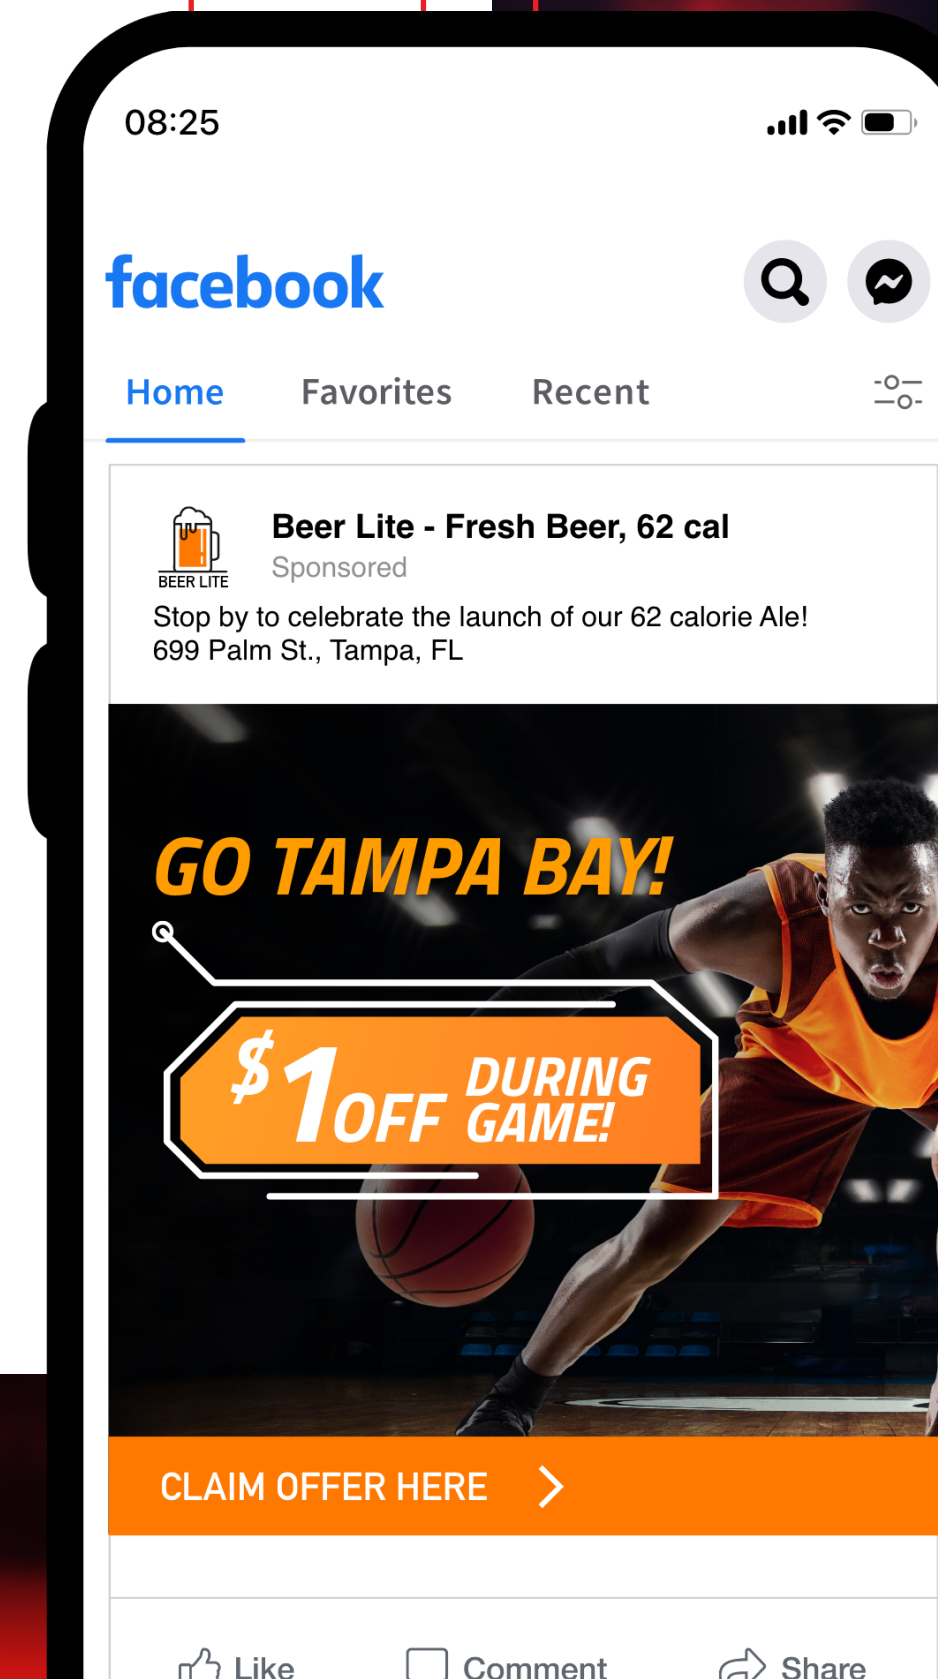 08:25
facebook
Home Favorites Recent
Beer Lite - Fresh Beer, 62 cal
Sponsored
BEER LITE
Stop by to celebrate the launch of our 62 calorie Ale!
699 Palm St., Tampa, FL
GO TAMPA BAY!
$1 OFF DURING GAME!
CLAIM OFFER HERE
Like Comment Share